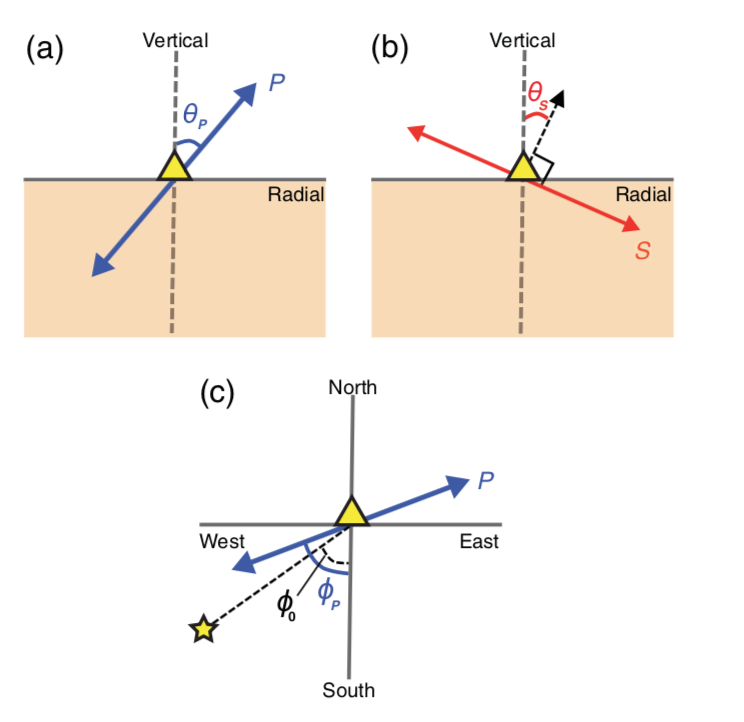 (a)
Vertical
P
θP
Radial
(b)
Vertical
θS
Radial
S
(c)
North
P
West
East
ϕ0
ϕP
South